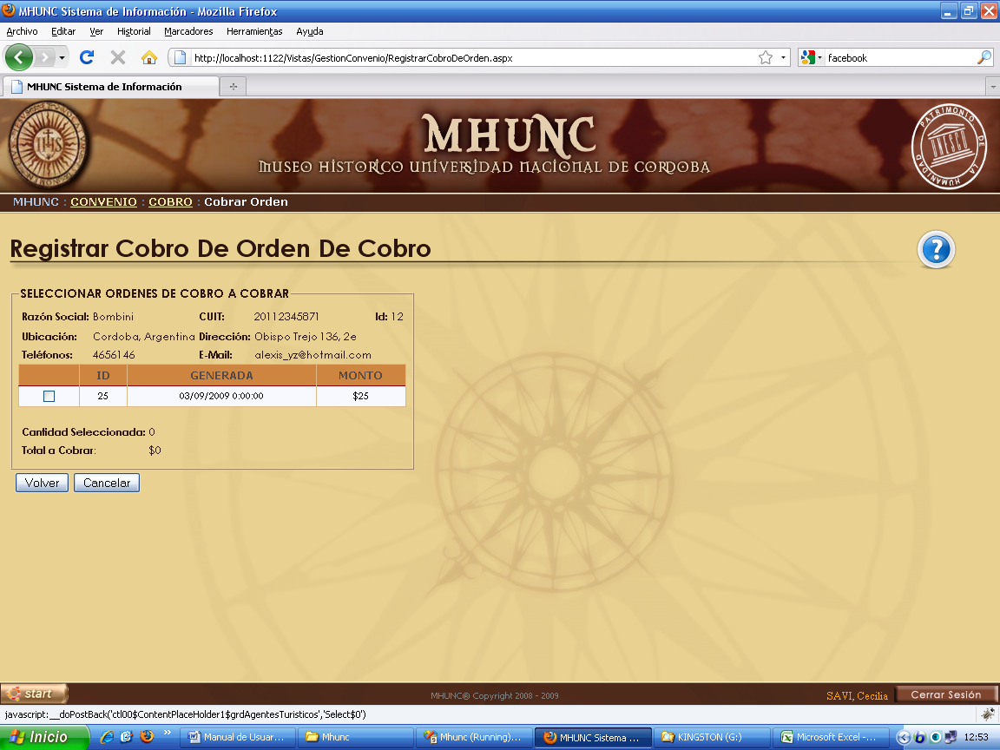 MHUNC Sistema de Información - Mozilla Firefox
Archivo Editar Ver Historial Marcadores Herramientas Ayuda
http://localhost:1122/Vistas/GestionConvenio/RegistrarCobroDeOrden.aspx facebook
MHUNC Sistema de Información
IHS
MHUNC
MUSEO HISTORICO UNIVERSIDAD NACIONAL DE CORDOBA
PATRIMONIO DE LA HUMANIDAD
UNESCO
MHUNC : CONVENIO : COBRO : Cobrar Orden
Registrar Cobro De Orden De Cobro
?
SELECCIONAR ORDENES DE COBRO A COBRAR
Razón Social: Bombini CUIT: 20112345871 Id: 12
Ubicación: Cordoba, Argentina Dirección: Obispo Trejo 136, 2e
Teléfonos: 4656146 E-Mail: alexis_yz@hotmail.com
ID GENERADA MONTO
25 03/09/2009 0:00:00 $25
Cantidad Seleccionada: 0
Total a Cobrar: $0
Volver Cancelar
start MHUNC® Copyright 2008 - 2009 SAVI, Cecilia Cerrar Sesión
javascript:__doPostBack('ctl00$ContentPlaceHolder1$grdAgentesTuristicos','Select$0')
Inicio Manual de Usuar... Mhunc Mhunc (Running)... MHUNC Sistema ... KINGSTON (G:) Microsoft Excel -... 12:53